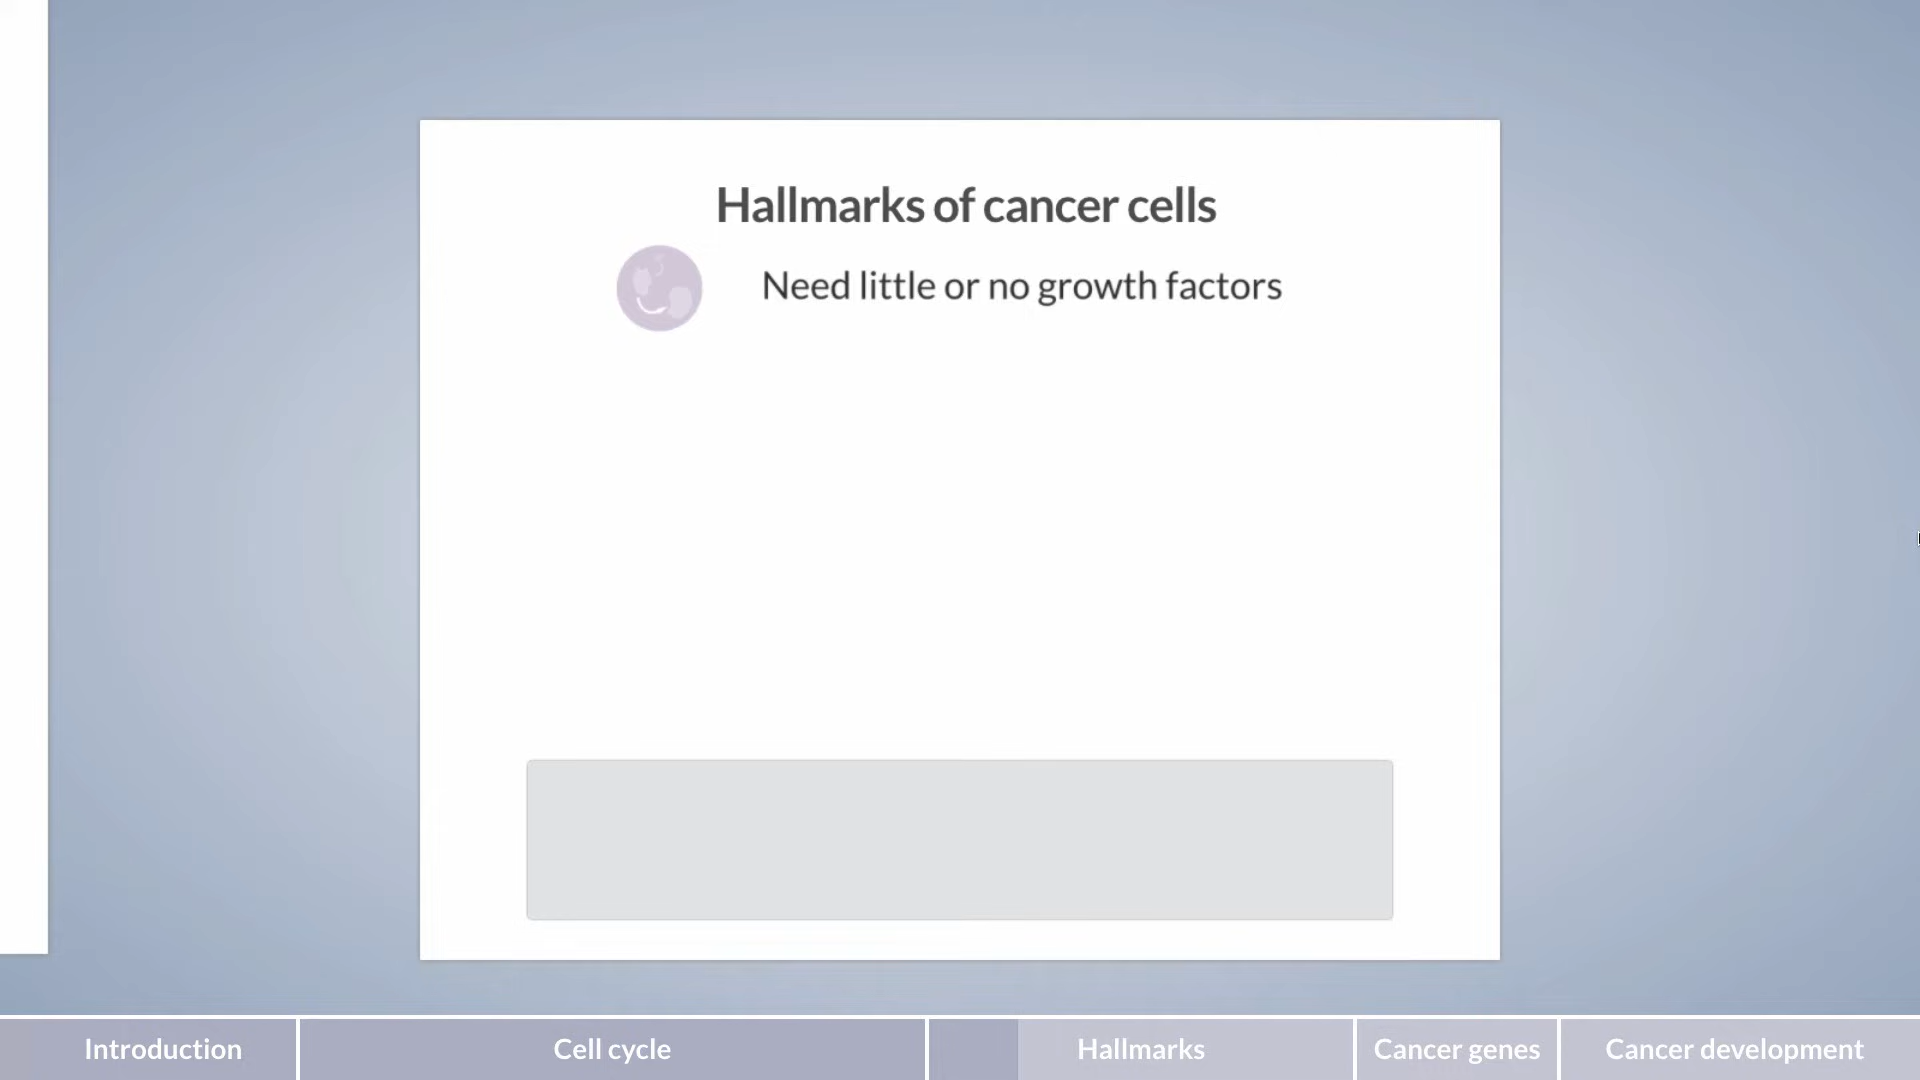 Hallmarks of cancer cells
Need little or no growth factors
Introduction
Cell cycle
Hallmarks
Cancer genes
Cancer development